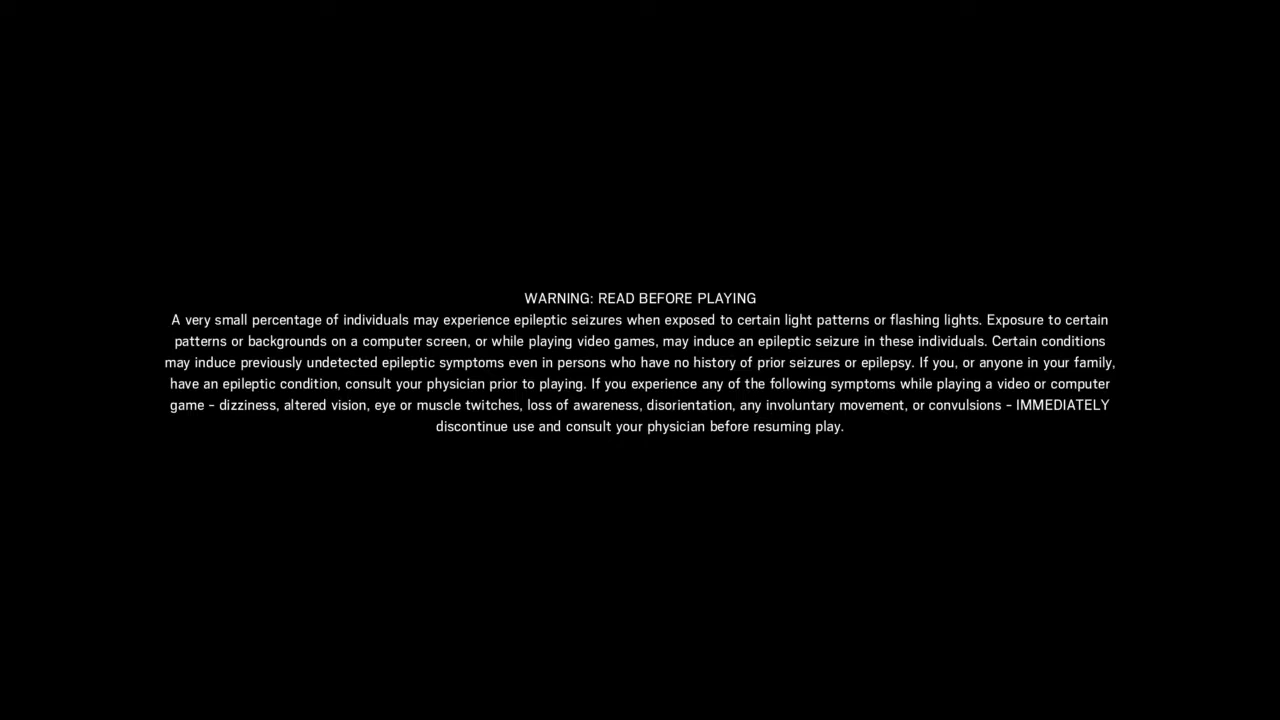 WARNING: READ BEFORE PLAYING
A very small percentage of individuals may experience epileptic seizures when exposed to certain light patterns or flashing lights. Exposure to certain
patterns or backgrounds on a computer screen, or while playing video games, may induce an epileptic seizure in these individuals. Certain conditions
may induce previously undetected epileptic symptoms even in persons who have no history of prior seizures or epilepsy. If you, or anyone in your family,
have an epileptic condition, consult your physician prior to playing. If you experience any of the following symptoms while playing a video or computer
game - dizziness, altered vision, eye or muscle twitches, loss of awareness, disorientation, any involuntary movement, or convulsions - IMMEDIATELY
discontinue use and consult your physician before resuming play.